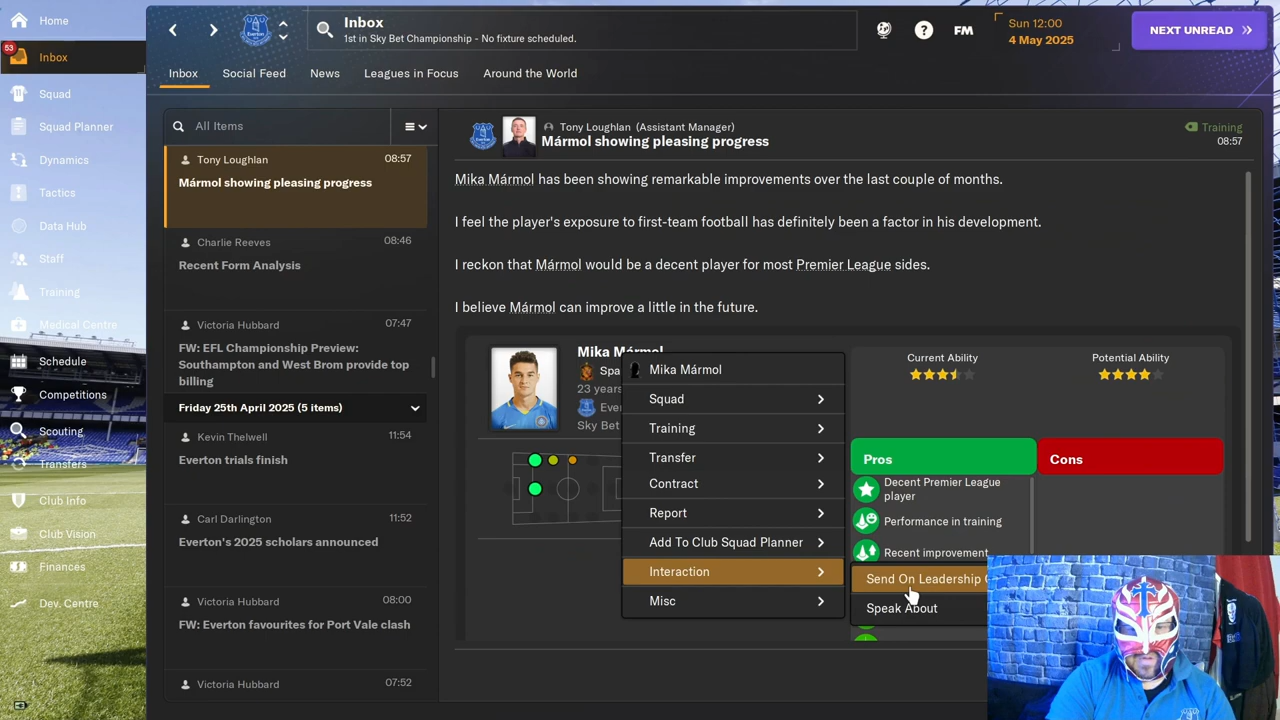 Home
53
Inbox
Squad
Squad Planner
Dynamics
Tactics
Data Hub
Staff
Training
Medical Centre
Schedule
Competitions
Scouting
Transfers
Club Info
Club Vision
Finances
Dev. Centre
Inbox
1st in Sky Bet Championship - No fixture scheduled.
FM
Sun 12:00
4 May 2025
NEXT UNREAD
Inbox
Social Feed
News
Leagues in Focus
Around the World
All Items
Tony Loughlan 08:57
Mármol showing pleasing progress
Charlie Reeves 08:46
Recent Form Analysis
Victoria Hubbard 07:47
FW: EFL Championship Preview:
Southampton and West Brom provide top
billing
Friday 25th April 2025 (5 items)
Kevin Thelwell 11:54
Everton trials finish
Carl Darlington 11:52
Everton's 2025 scholars announced
Victoria Hubbard 08:00
FW: Everton favourites for Port Vale clash
Victoria Hubbard 07:52
Tony Loughlan (Assistant Manager)
Mármol showing pleasing progress
Training
08:57
Mika Mármol has been showing remarkable improvements over the last couple of months.
I feel the player's exposure to first-team football has definitely been a factor in his development.
I reckon that Mármol would be a decent player for most Premier League sides.
I believe Mármol can improve a little in the future.
Mika Mármol
Spa
23 years
Eve
Sky Bet
Mika Mármol
Squad
Training
Transfer
Contract
Report
Add To Club Squad Planner
Interaction
Misc
Send On Leadership
Speak About
Current Ability
Potential Ability
Pros
Cons
Decent Premier League
player
Performance in training
Recent improvement